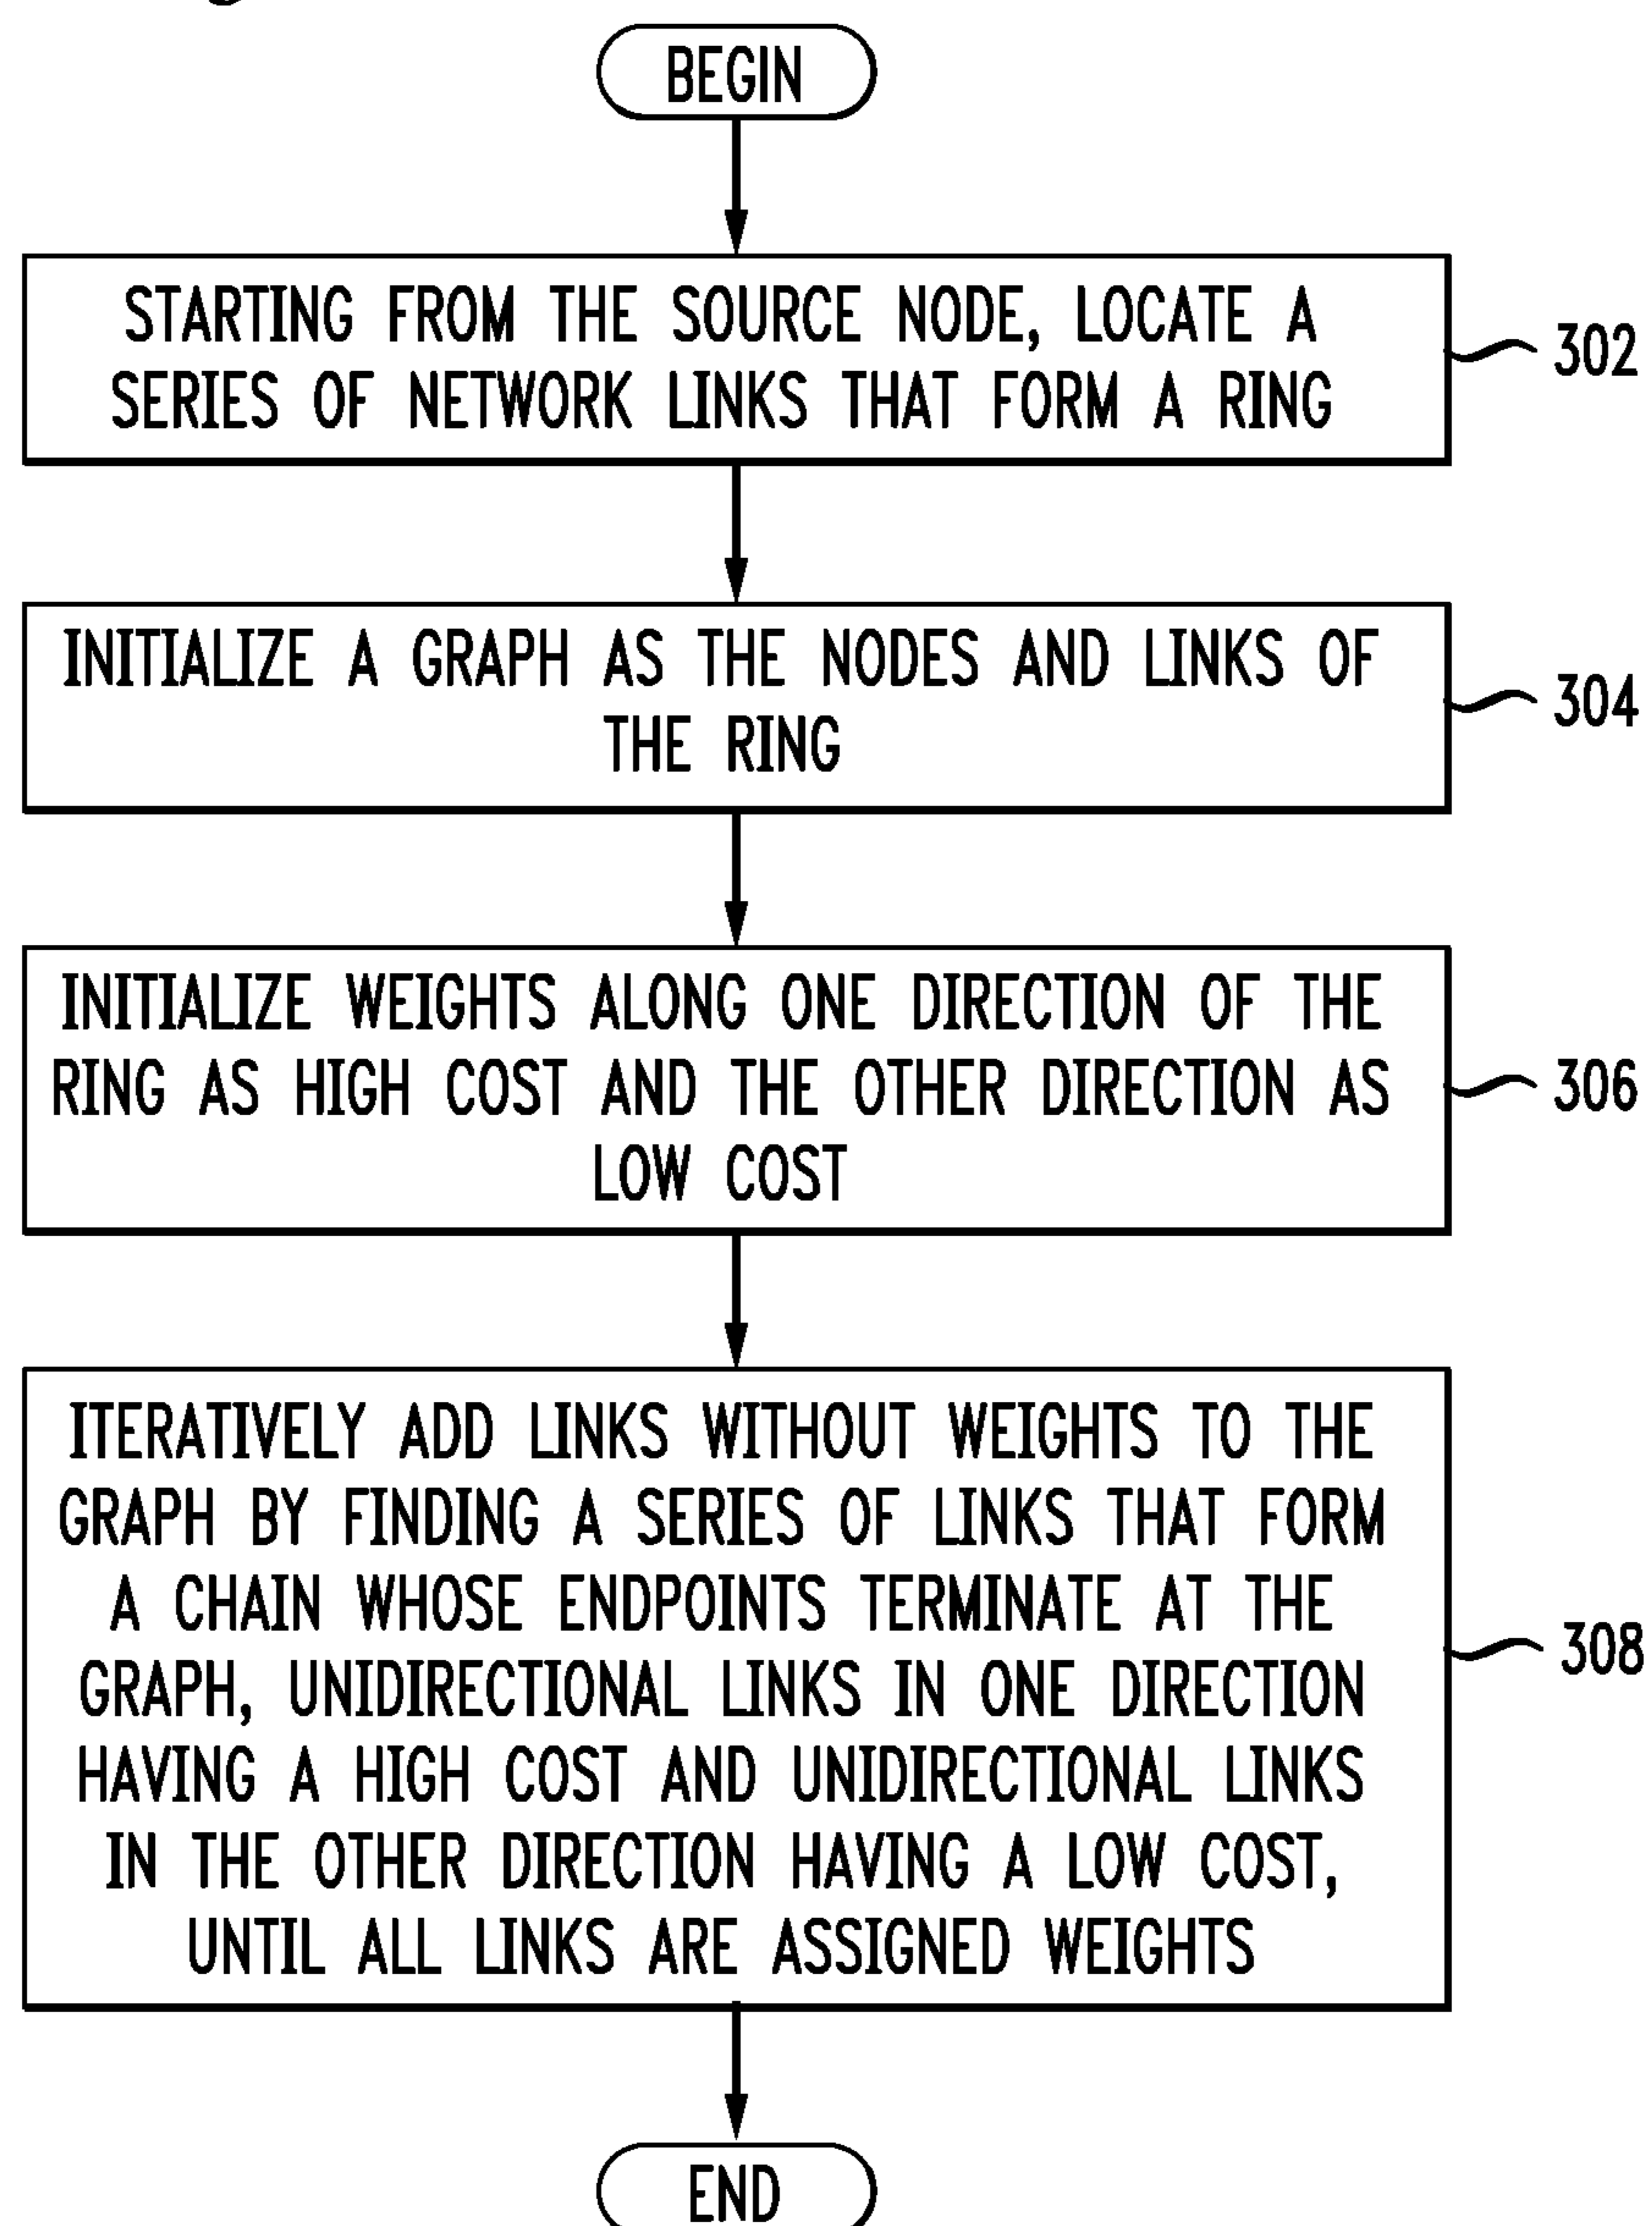 BEGIN
STARTING FROM THE SOURCE NODE, LOCATE A
SERIES OF NETWORK LINKS THAT FORM A RING
302
INITIALIZE A GRAPH AS THE NODES AND LINKS OF
THE RING
304
INITIALIZE WEIGHTS ALONG ONE DIRECTION OF THE
RING AS HIGH COST AND THE OTHER DIRECTION AS
LOW COST
306
ITERATIVELY ADD LINKS WITHOUT WEIGHTS TO THE
GRAPH BY FINDING A SERIES OF LINKS THAT FORM
A CHAIN WHOSE ENDPOINTS TERMINATE AT THE
GRAPH, UNIDIRECTIONAL LINKS IN ONE DIRECTION
HAVING A HIGH COST AND UNIDIRECTIONAL LINKS
IN THE OTHER DIRECTION HAVING A LOW COST,
UNTIL ALL LINKS ARE ASSIGNED WEIGHTS
308
END